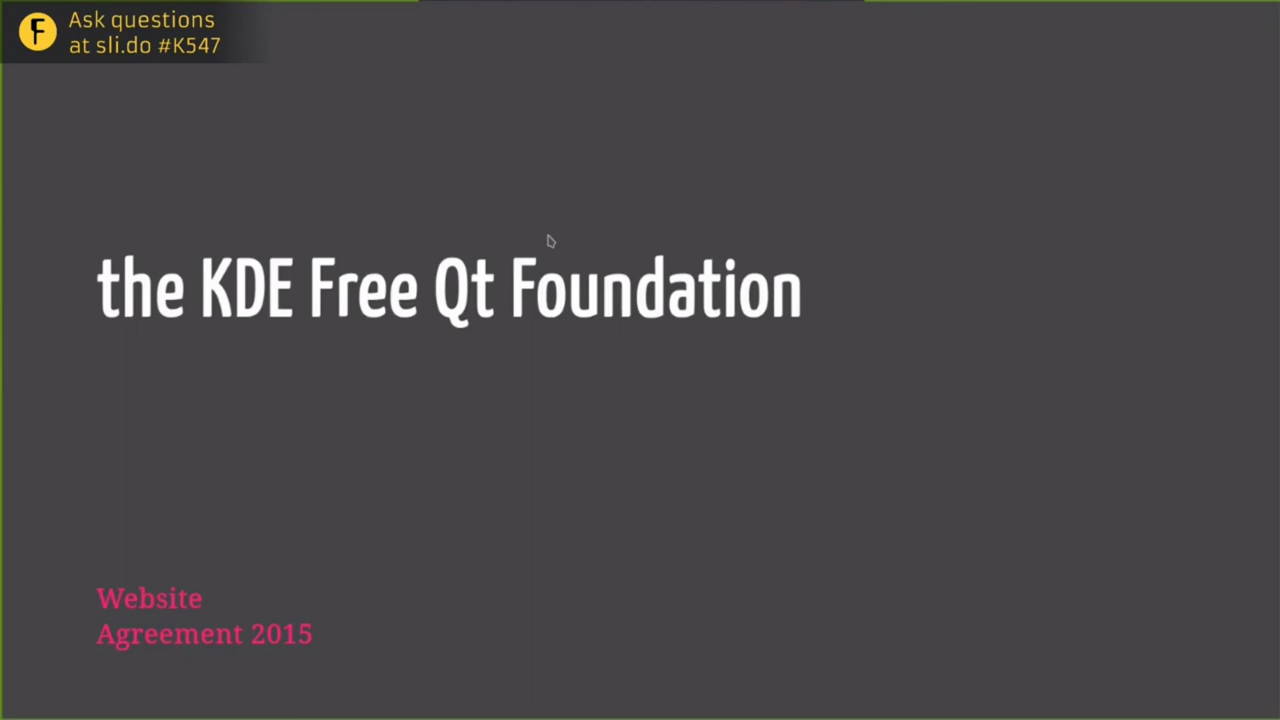 F Ask questions
at sli.do #K547
the KDE Free Qt Foundation
Website
Agreement 2015